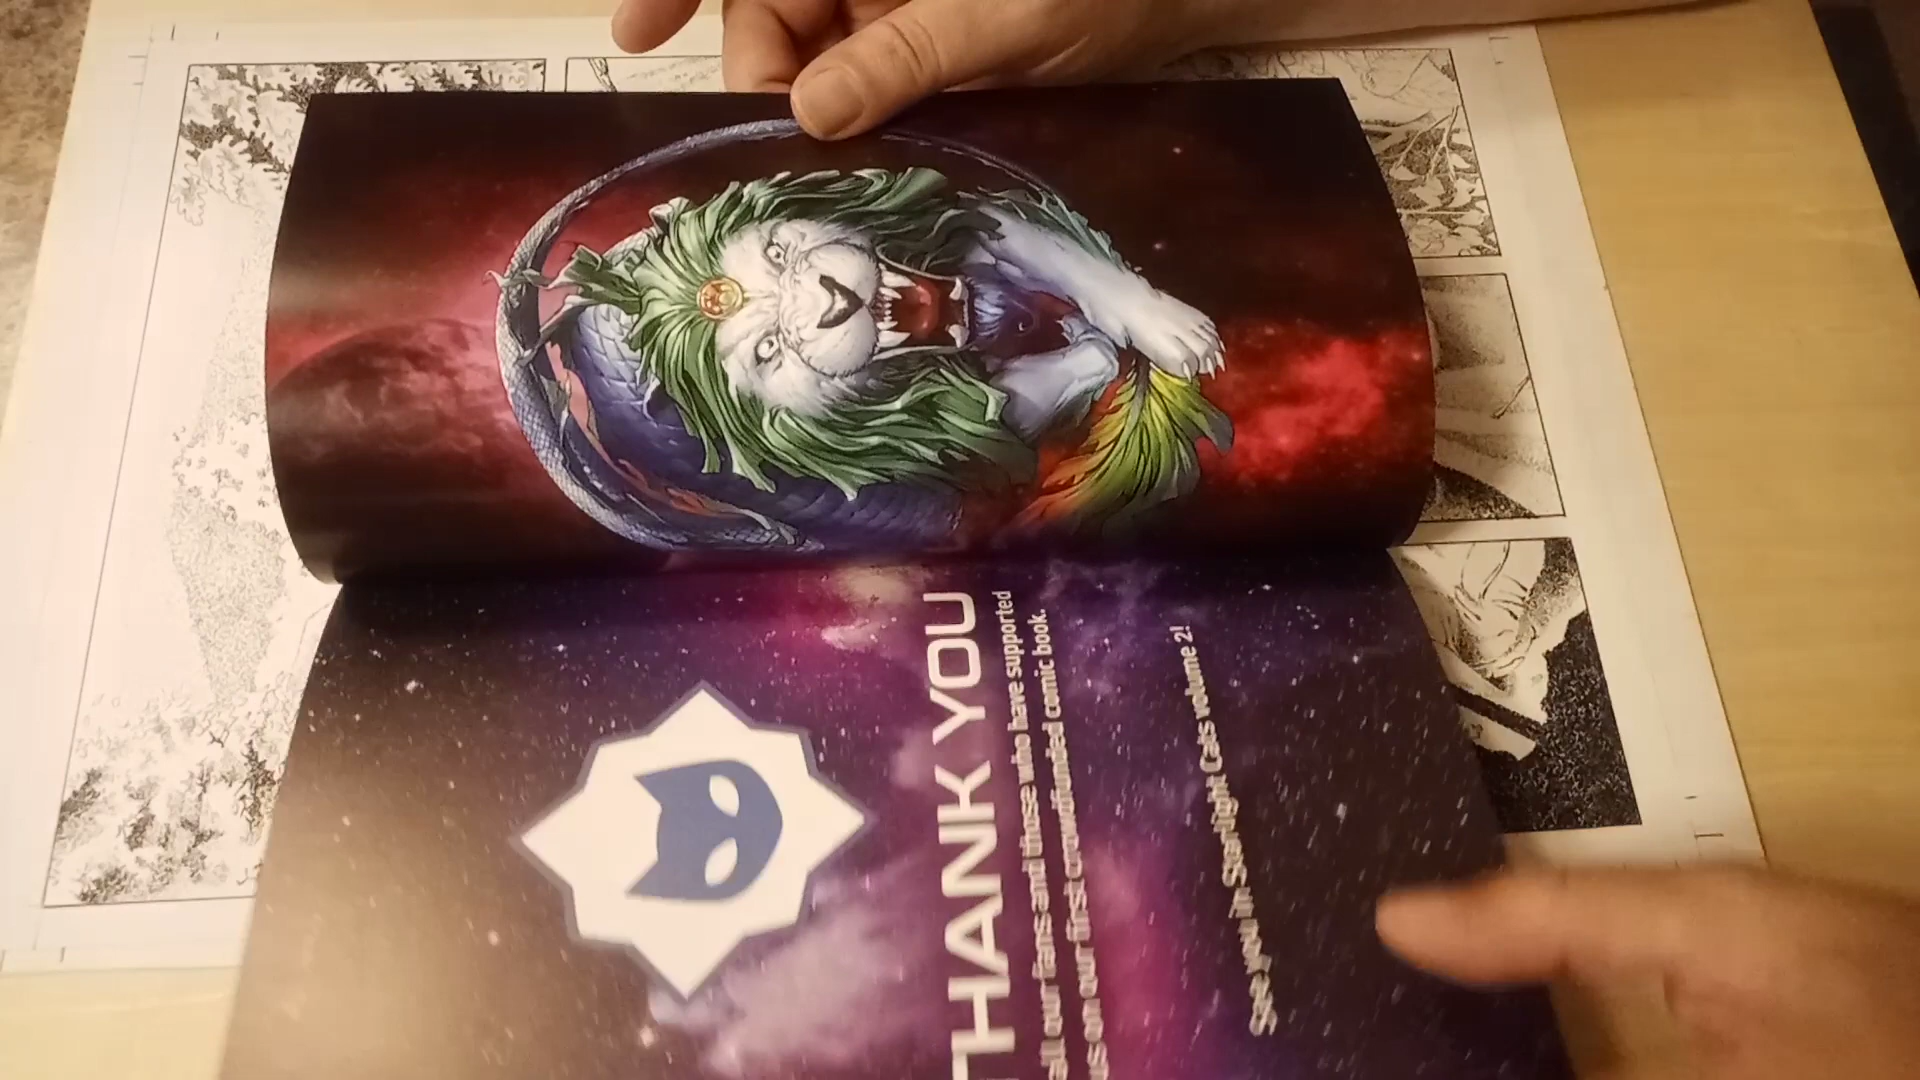 THANK YOU
all our fans and those who have supported
us on our first crowdfunded comic book.
See you in Starlight Cats volume 2!